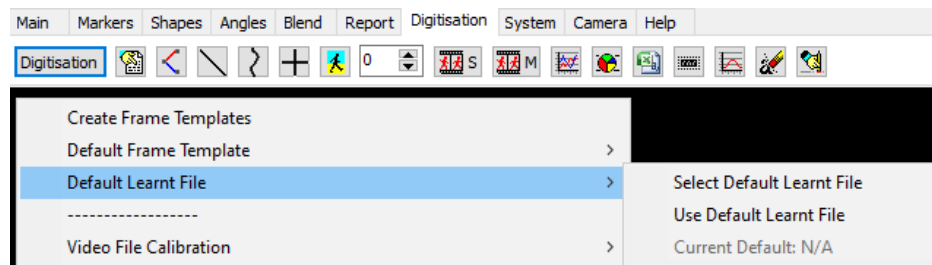 Main Markers Shapes Angles Blend Report Digitisation System Camera Help
Digitisation 0 S M
Create Frame Templates
Default Frame Template >
Default Learnt File > Select Default Learnt File
------------------ Use Default Learnt File
Video File Calibration > Current Default: N/A